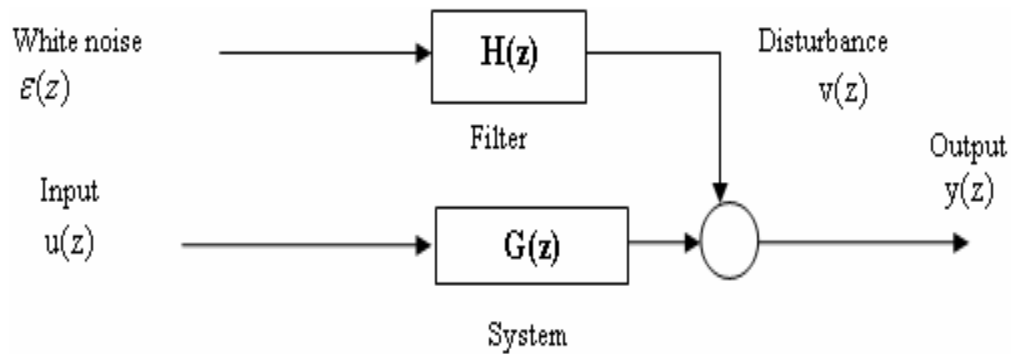 White noise
ε(z)
H(z)
Filter
Disturbance
v(z)
Output
y(z)
Input
u(z)
G(z)
System